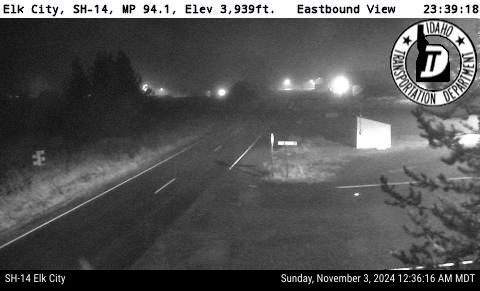 Elk City, SH-14, MP 94.1, Elev 3,939ft. Eastbound View 23:39:18
IDAHO
TRANSPORTATION DEPARTMENT
SH-14 Elk City Sunday, November 3, 2024 12:36:16 AM MDT